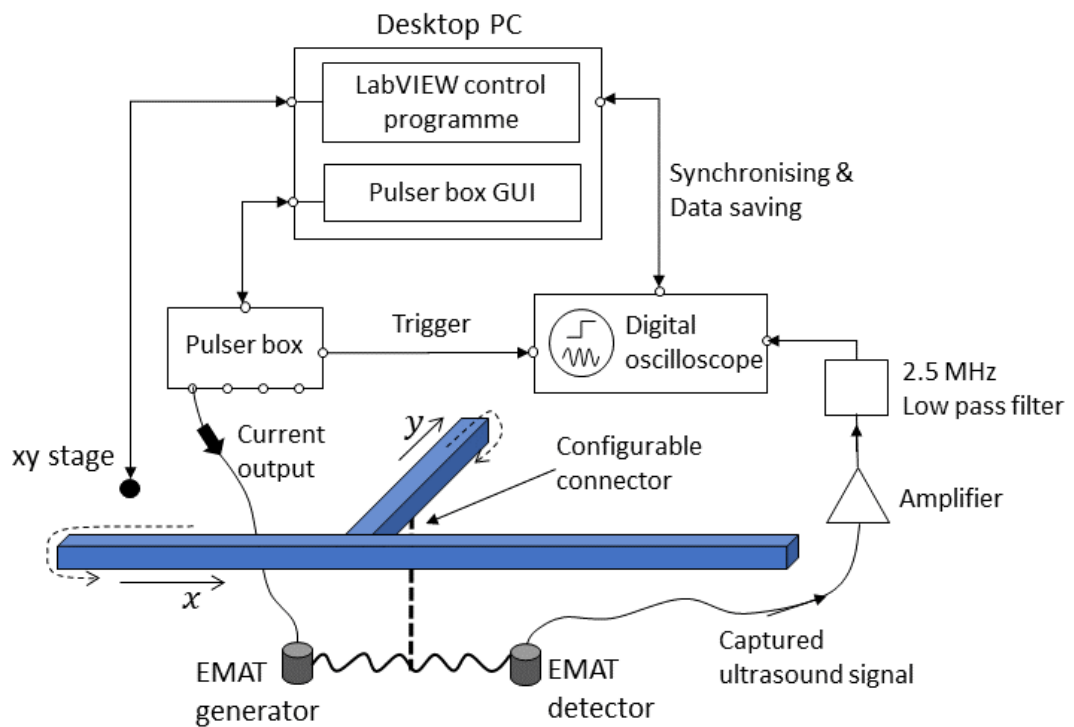 Desktop PC
LabVIEW control
programme
Pulser box GUI
Synchronising &
Data saving
Pulser box
Trigger
Digital
oscilloscope
2.5 MHz
Low pass filter
Current
output
y
Configurable
connector
xy stage
Amplifier
x
Captured
ultrasound signal
EMAT
generator
EMAT
detector